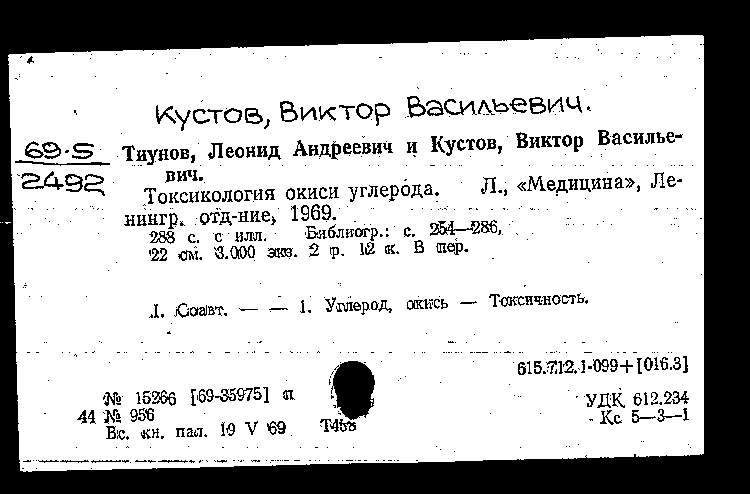 Кустов, Виктор Васильевич.
69-5
2492
Тиунов, Леонид Андреевич и Кустов, Виктор Василье-
вич.
Токсикология окиси углерода. Л., «Медицина», Ле-
нингр. отд-ние, 1969.
288 с. с илл. Библиогр.: с. 254—286,
22 см. 3.000 экз. 2 р. 12 к. В пер.
I. Соавт. — — 1. Углерод, окись — Токсичность.
615.712.1-099+[016.3]
№ 15266 [69-35975] п
УДК 612.234
44 № 956
Кс 5—3—1
Вс. кн. пал. 19 V 69 Т458